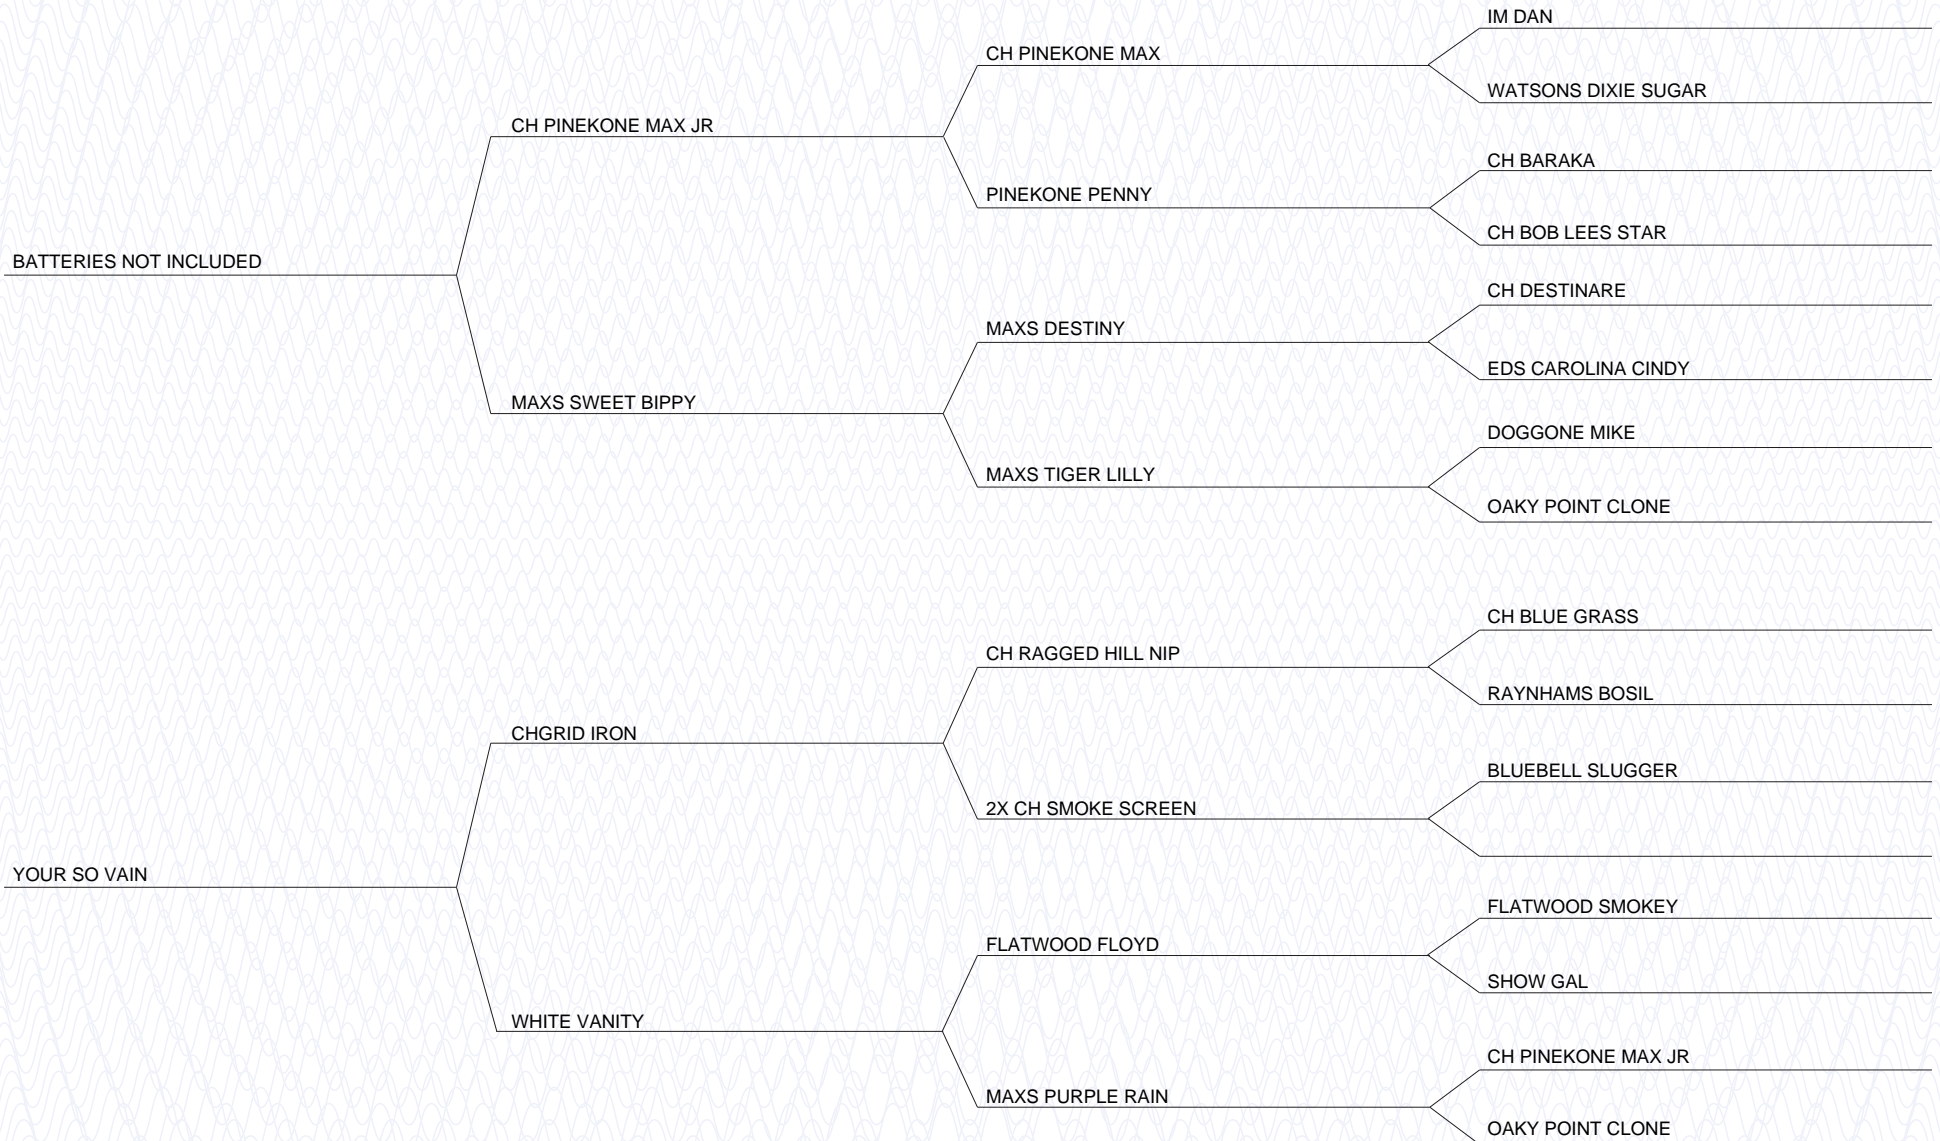 IM DAN
CH PINEKONE MAX
WATSONS DIXIE SUGAR
CH PINEKONE MAX JR
CH BARAKA
PINEKONE PENNY
CH BOB LEES STAR
BATTERIES NOT INCLUDED
CH DESTINARE
MAXS DESTINY
EDS CAROLINA CINDY
MAXS SWEET BIPPY
DOGGONE MIKE
MAXS TIGER LILLY
OAKY POINT CLONE
CH BLUE GRASS
CH RAGGED HILL NIP
RAYNHAMS BOSIL
CHGRID IRON
BLUEBELL SLUGGER
2X CH SMOKE SCREEN
YOUR SO VAIN
FLATWOOD SMOKEY
FLATWOOD FLOYD
SHOW GAL
WHITE VANITY
CH PINEKONE MAX JR
MAXS PURPLE RAIN
OAKY POINT CLONE